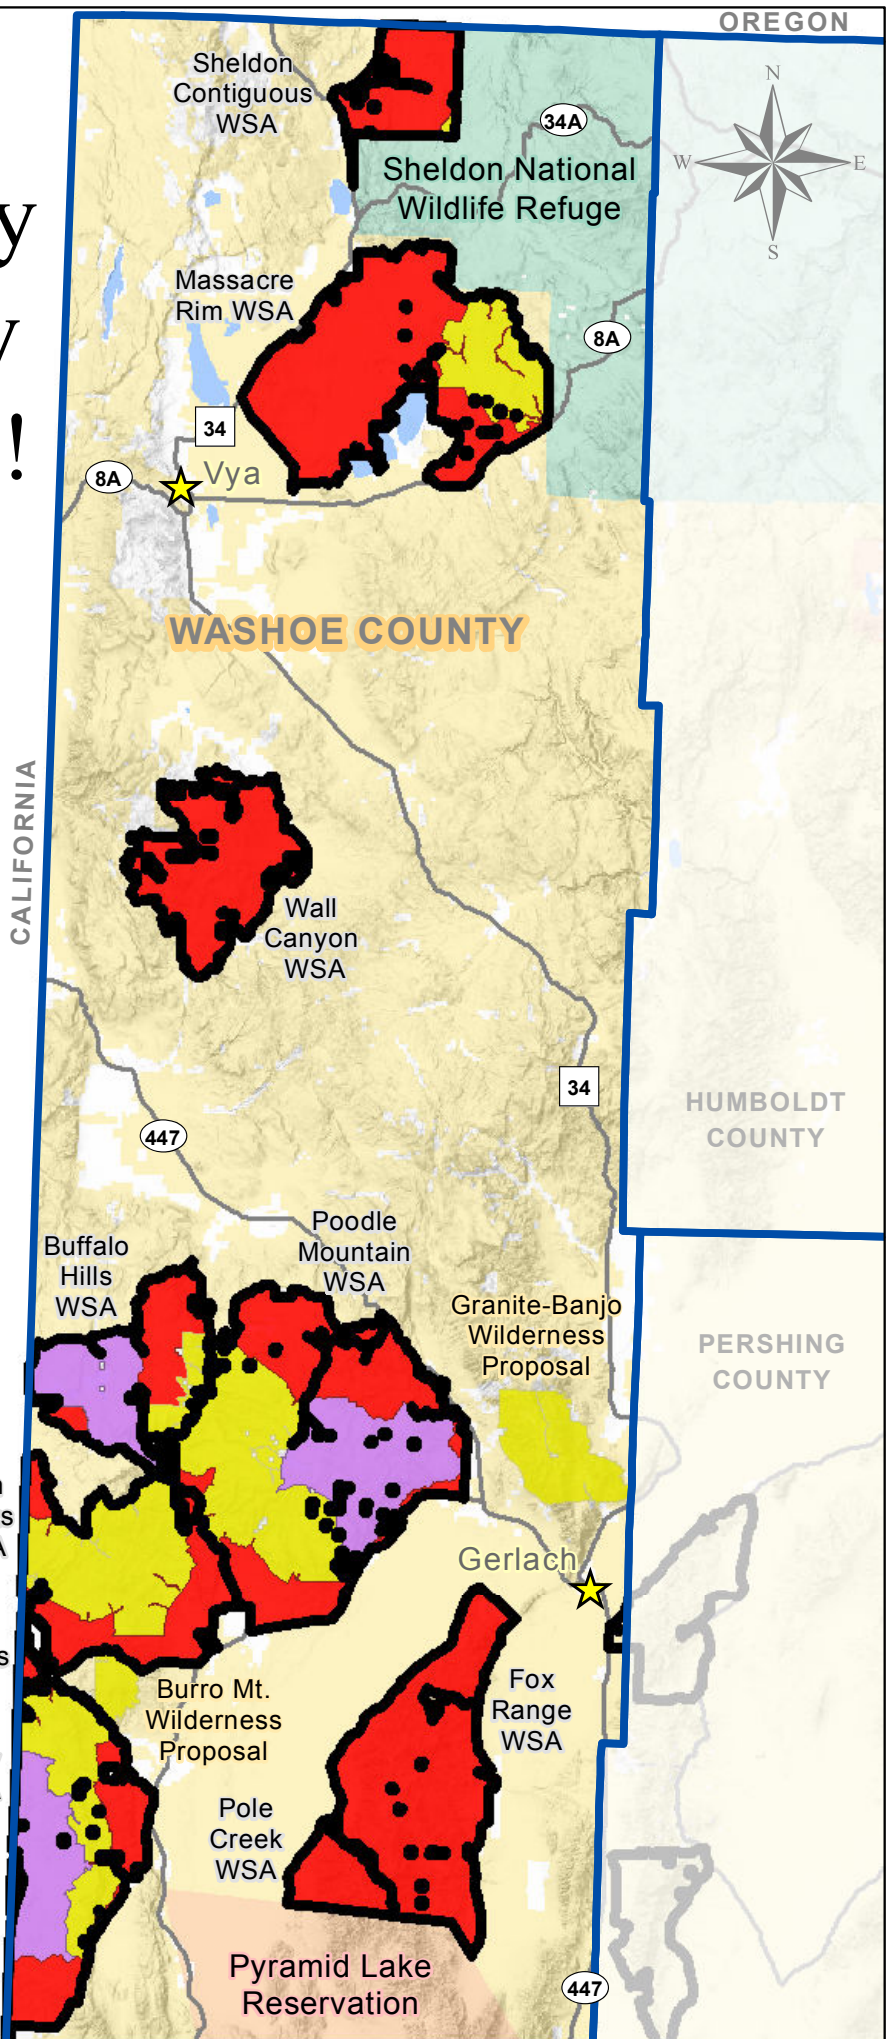 OREGON
Sheldon
Contiguous
WSA
N
W
E
S
34A
Sheldon National
Wildlife Refuge
y
Massacre
Rim WSA
8A
y
34
!
8A
Vya
WASHOE COUNTY
CALIFORNIA
Wall
Canyon
WSA
34
HUMBOLDT
COUNTY
447
Poodle
Mountain
WSA
Buffalo
Hills
WSA
Granite-Banjo
Wilderness
Proposal
PERSHING
COUNTY
s
Gerlach
s
Burro Mt.
Wilderness
Proposal
Fox
Range
WSA
Pole
Creek
WSA
Pyramid Lake
Reservation
447